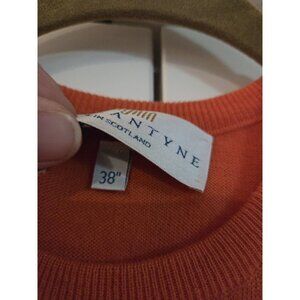 ANTYNE
IN SCOTLAND
38"